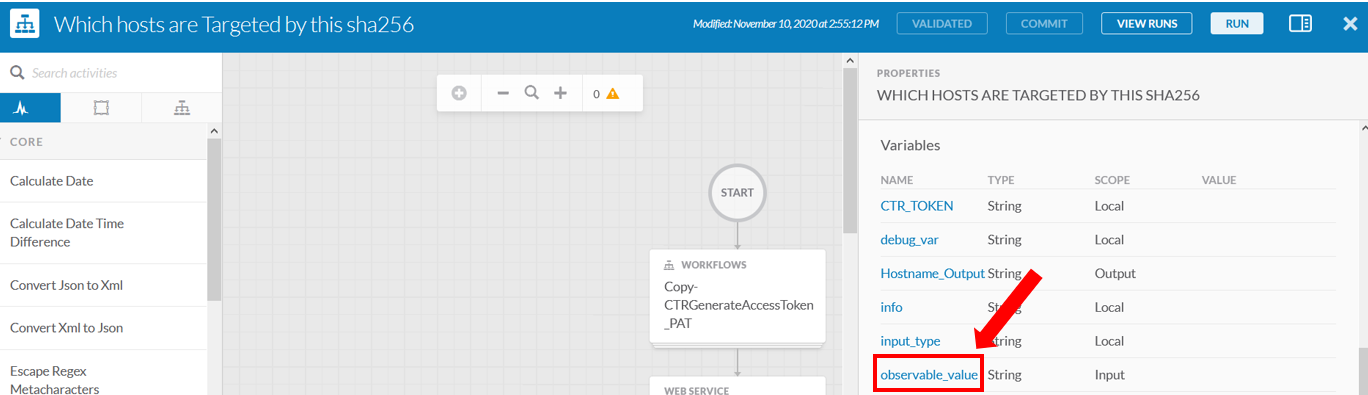 Which hosts are Targeted by this sha256
Modified: November 10, 2020 at 2:55:12 PM
VALIDATED
COMMIT
VIEW RUNS
RUN
Search activities
CORE
Calculate Date
Calculate Date Time
Difference
Convert Json to Xml
Convert Xml to Json
Escape Regex
Metacharacters
0
START
WORKFLOWS
Copy-
CTRGenerateAccessToken
_PAT
WEB SERVICE
PROPERTIES
WHICH HOSTS ARE TARGETED BY THIS SHA256
Variables
NAME TYPE SCOPE VALUE
CTR_TOKEN String Local
debug_var String Local
Hostname_Output String Output
info String Local
input_type String Local
observable_value String Input